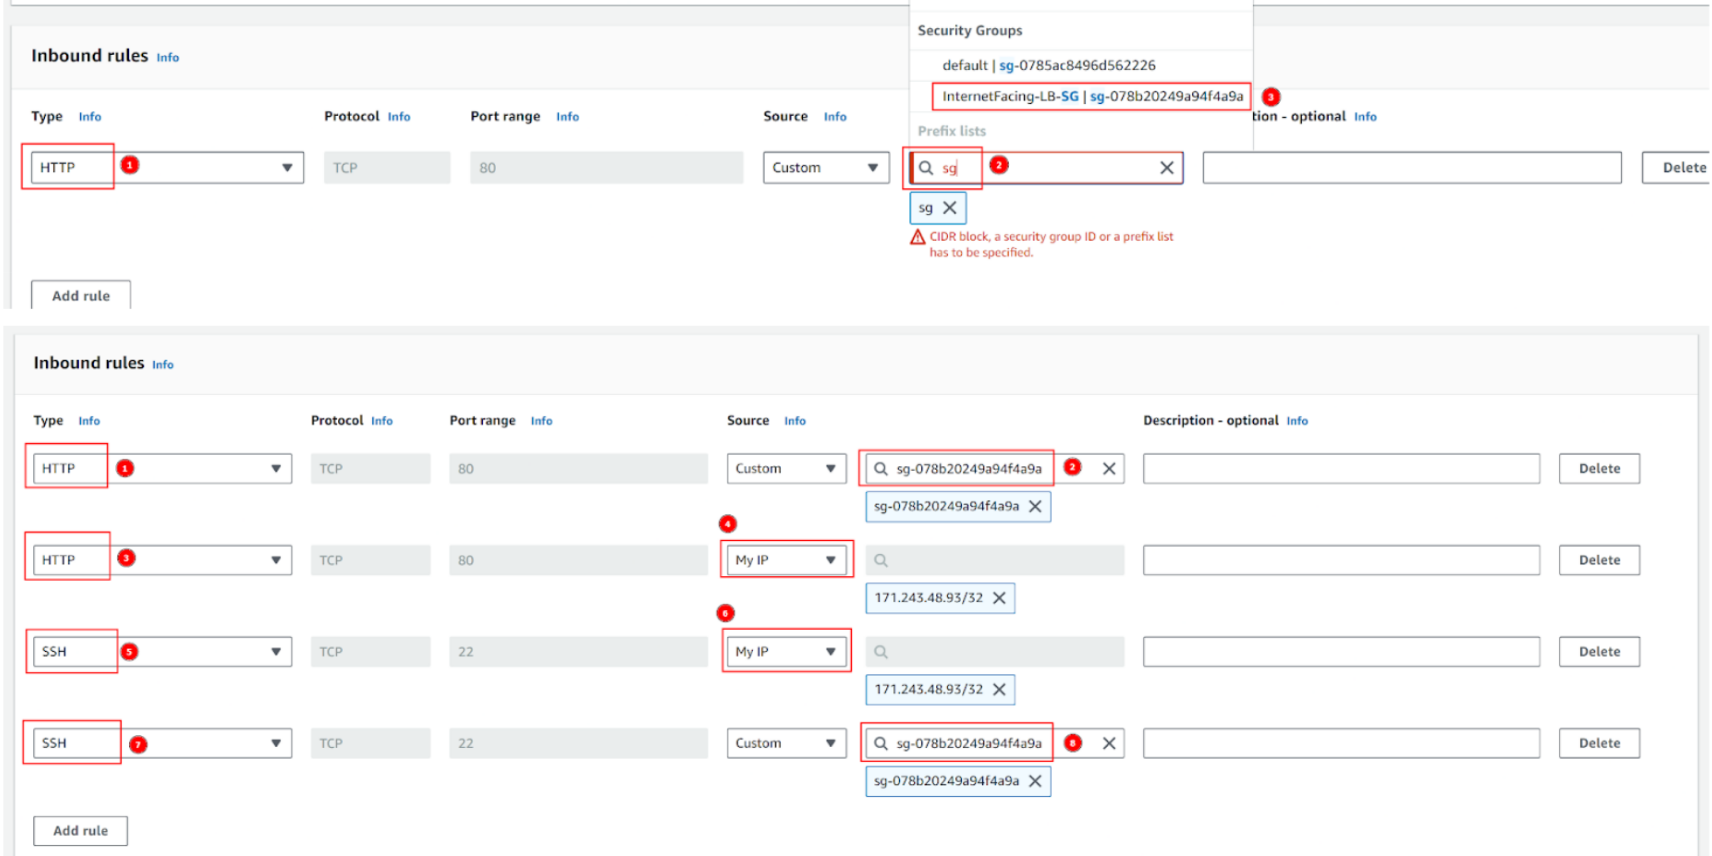 Security Groups
default | sg-0785ac8496d562226
InternetFacing-LB-SG | sg-078b20249a94f4a9a 3
Prefix lists
Inbound rules Info
Type Info Protocol Info Port range Info Source Info tion - optional Info
HTTP 1 TCP 80 Custom sg 2 Delete
sg
CIDR block, a security group ID or a prefix list
has to be specified.
Add rule
Inbound rules Info
Type Info Protocol Info Port range Info Source Info Description - optional Info
HTTP 1 TCP 80 Custom sg-078b20249a94f4a9a 2 Delete
sg-078b20249a94f4a9a
4
HTTP 3 TCP 80 My IP Delete
171.243.48.93/32
6
SSH 5 TCP 22 My IP Delete
171.243.48.93/32
SSH 7 TCP 22 Custom sg-078b20249a94f4a9a 8 Delete
sg-078b20249a94f4a9a
Add rule